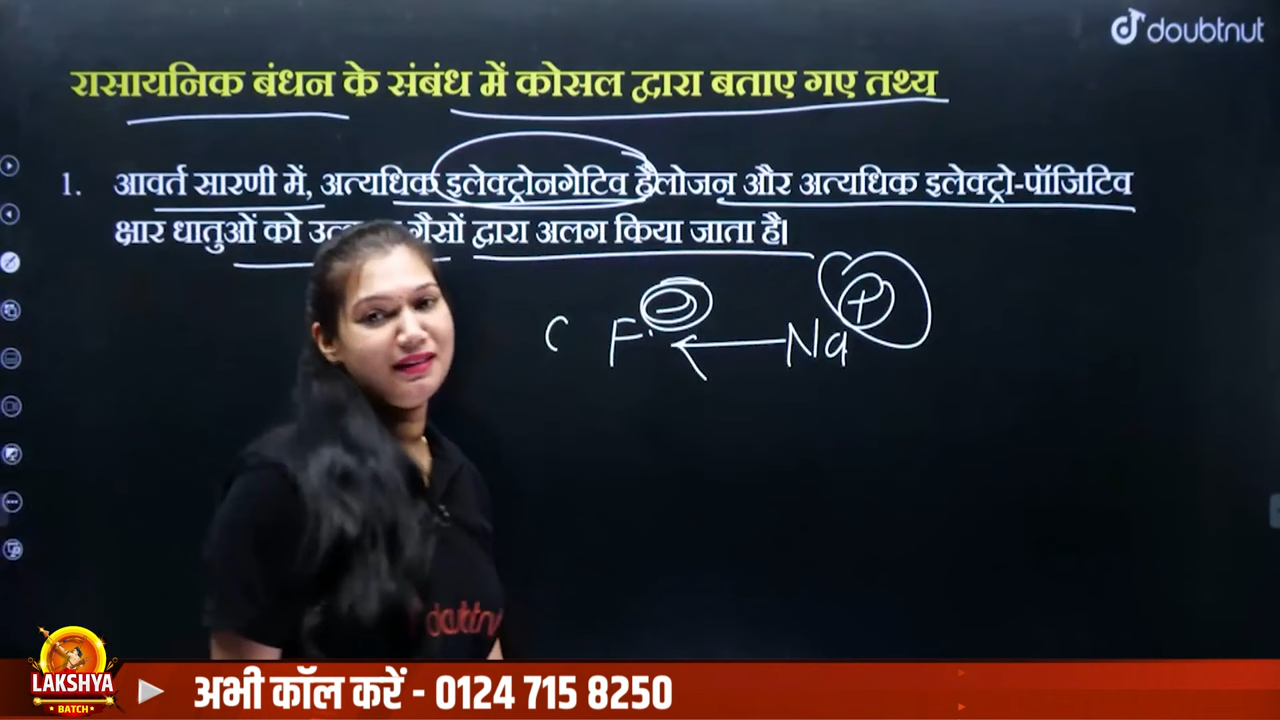 doubtnut
रासायनिक बंधन के संबंध में कोसल द्वारा बताए गए तथ्य
1. आवर्त सारणी में, अत्यधिक इलेक्ट्रोनगेटिव हैलोजन और अत्यधिक इलेक्ट्रो-पॉजिटिव
क्षार धातुओं को गैसों द्वारा अलग किया जाता है।
C F − ← Na +
doubtnut
LAKSHYA
BATCH
अभी कॉल करें - 0124 715 8250